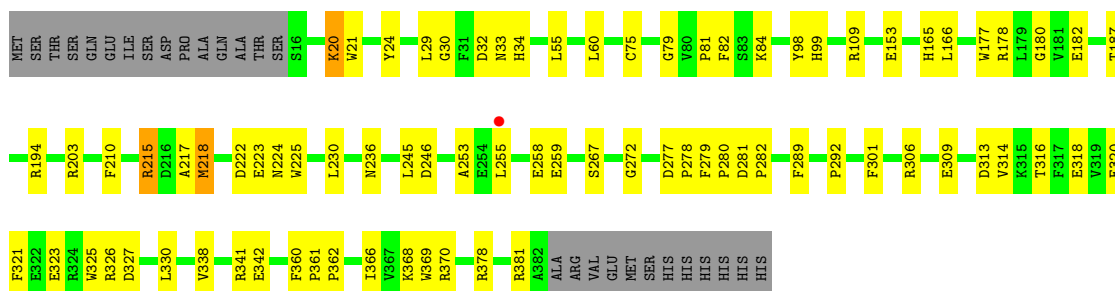 MET SER THR SER GLN GLU ILE SER ASP PRO ALA GLN ALA THR SER S16 K20 W21 Y24 L29 G30 F31 D32 N33 H34 L55 L60 C75 G79 V80 P81 F82 S83 K84 Y98 H99 R109 E153 H165 L166 W177 R178 L179 G180 V181 E182 T187
R194 R203 F210 R215 D216 A217 M218 D222 E223 N224 W225 L230 N236 L245 D246 A253 E254 L255 E258 E259 S267 G272 D277 P278 F279 P280 D281 P282 F289 P292 F301 R306 E309 D313 V314 K315 T316 F317 E318 V319
F321 E322 E323 R324 W325 R326 D327 L330 V338 R341 E342 F360 P361 P362 I366 V367 K368 W369 R370 R378 R381 A382 ALA ARG VAL GLU MET SER HIS HIS HIS HIS HIS HIS